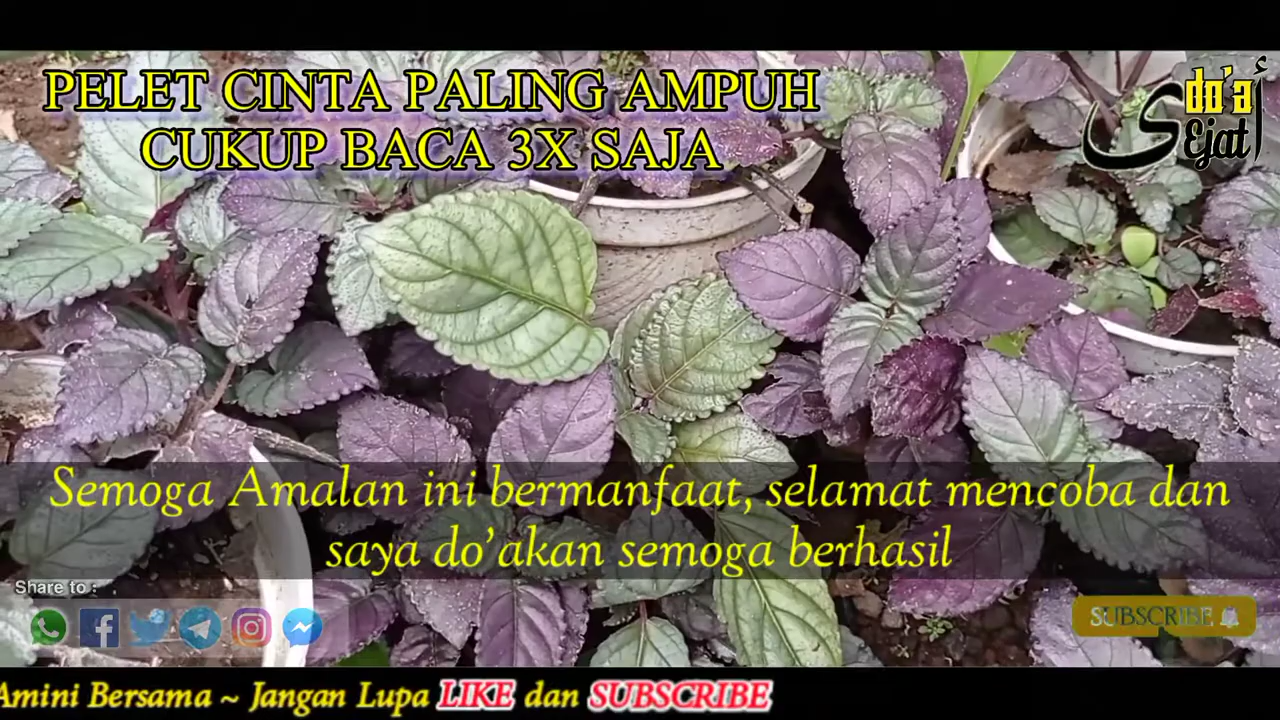 PELET CINTA PALING AMPUH
CUKUP BACA 3X SAJA
do'a
Ejat
Semoga Amalan ini bermanfaat, selamat mencoba dan
saya do'akan semoga berhasil
Share to :
SUBSCRIBE
Amini Bersama ~ Jangan Lupa LIKE dan SUBSCRIBE